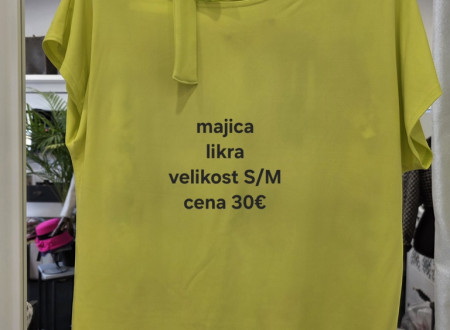 majica
likra
velikost S/M
cena 30€